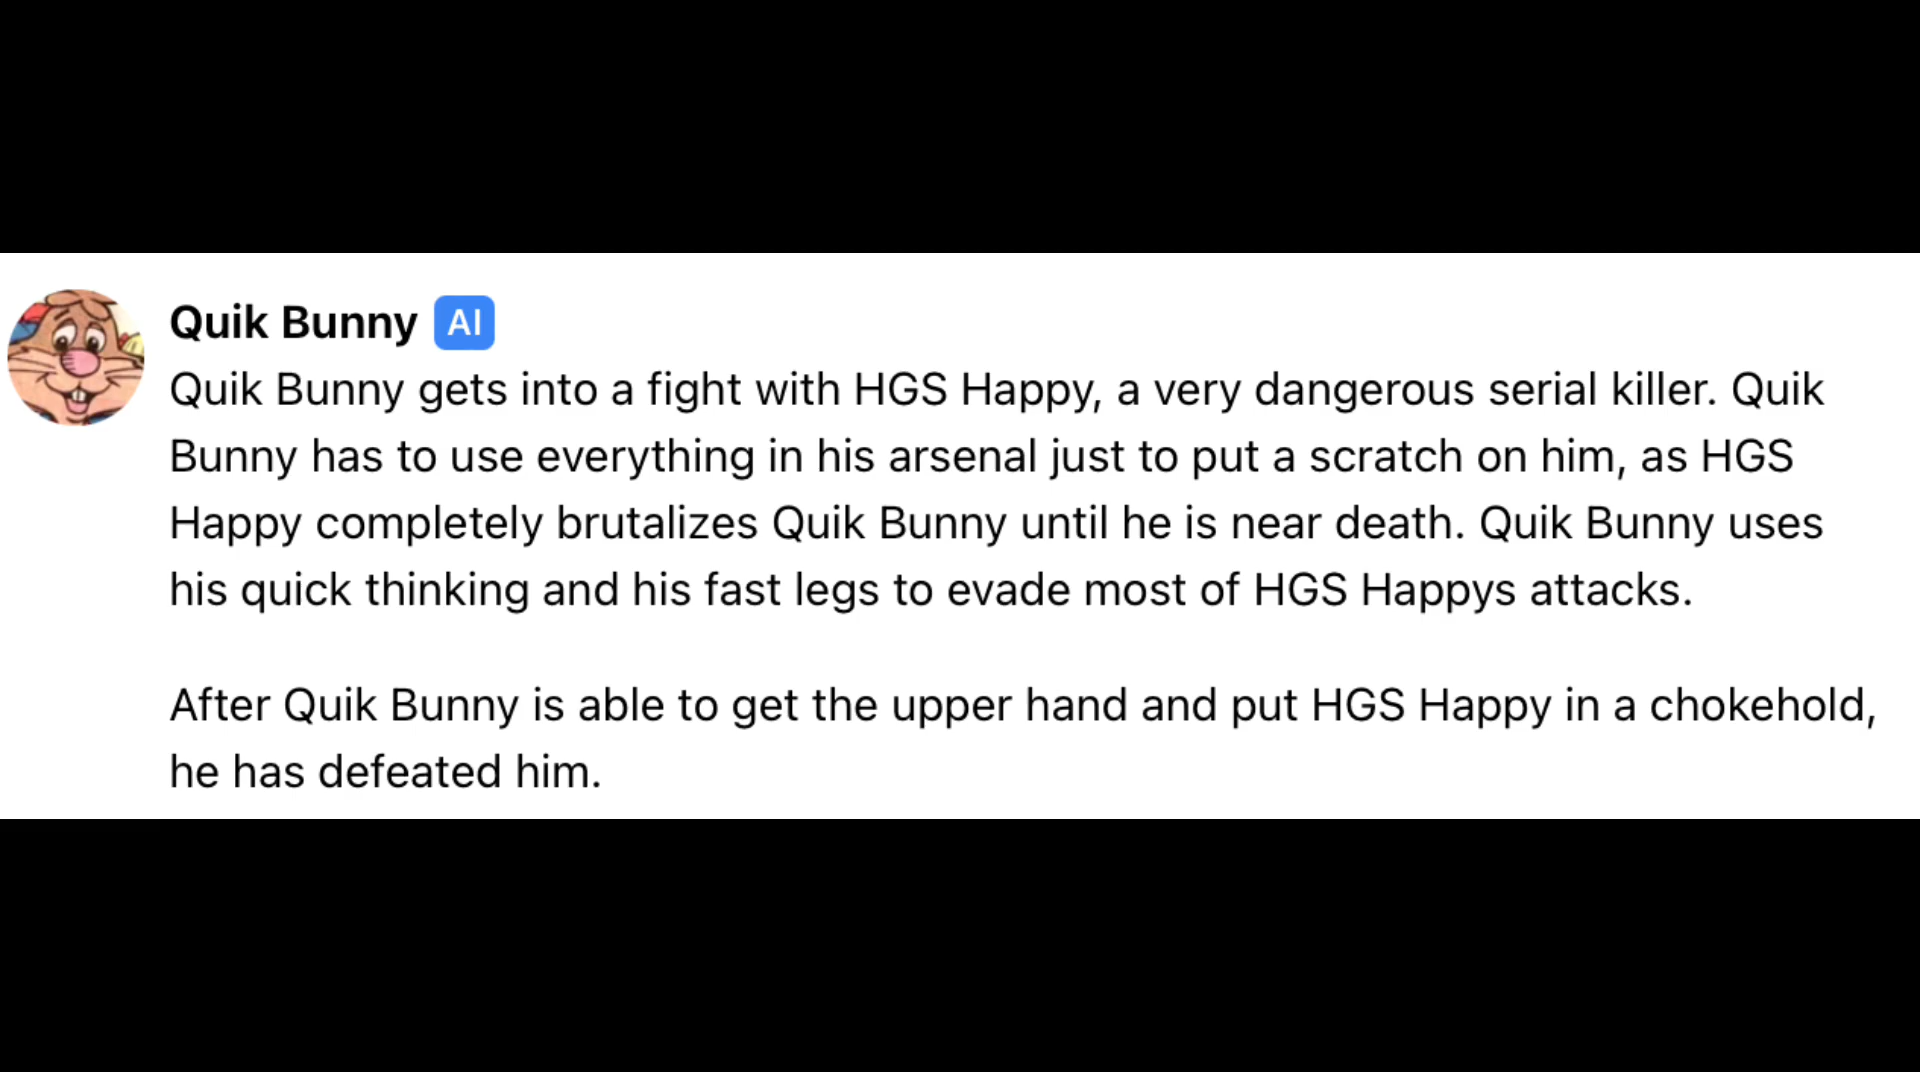 Quik Bunny AI
Quik Bunny gets into a fight with HGS Happy, a very dangerous serial killer. Quik
Bunny has to use everything in his arsenal just to put a scratch on him, as HGS
Happy completely brutalizes Quik Bunny until he is near death. Quik Bunny uses
his quick thinking and his fast legs to evade most of HGS Happys attacks.
After Quik Bunny is able to get the upper hand and put HGS Happy in a chokehold,
he has defeated him.